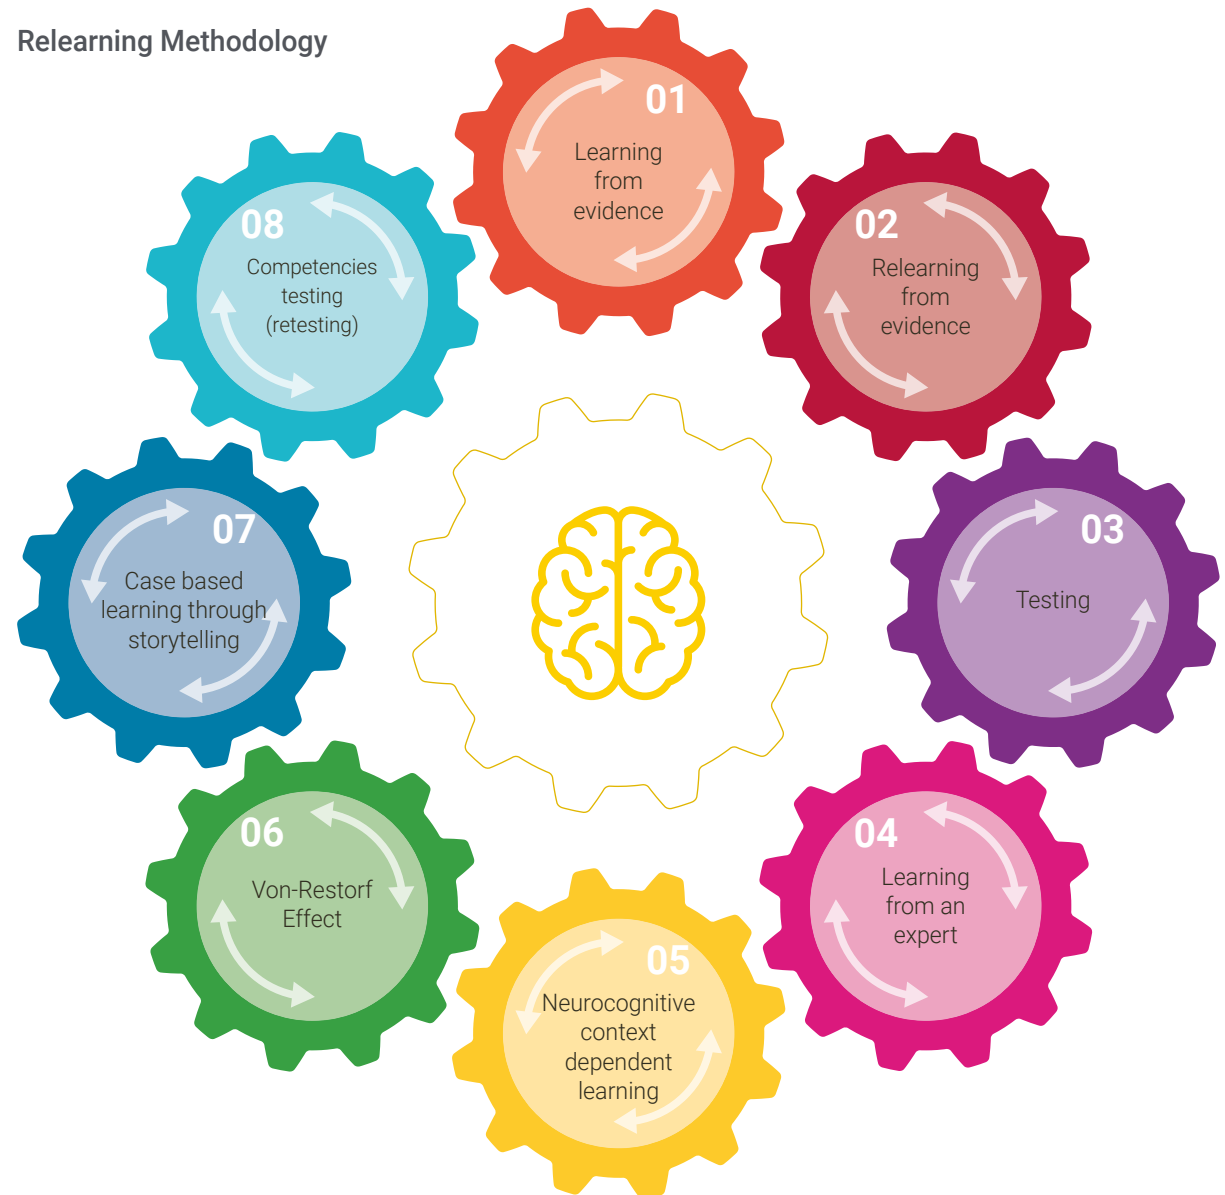 Relearning Methodology
01
Learning
from
evidence
02
Relearning
from
evidence
03
Testing
04
Learning
from an
expert
05
Neurocognitive
context
dependent
learning
06
Von-Restorf
Effect
07
Case based
learning through
storytelling
08
Competencies
testing
(retesting)